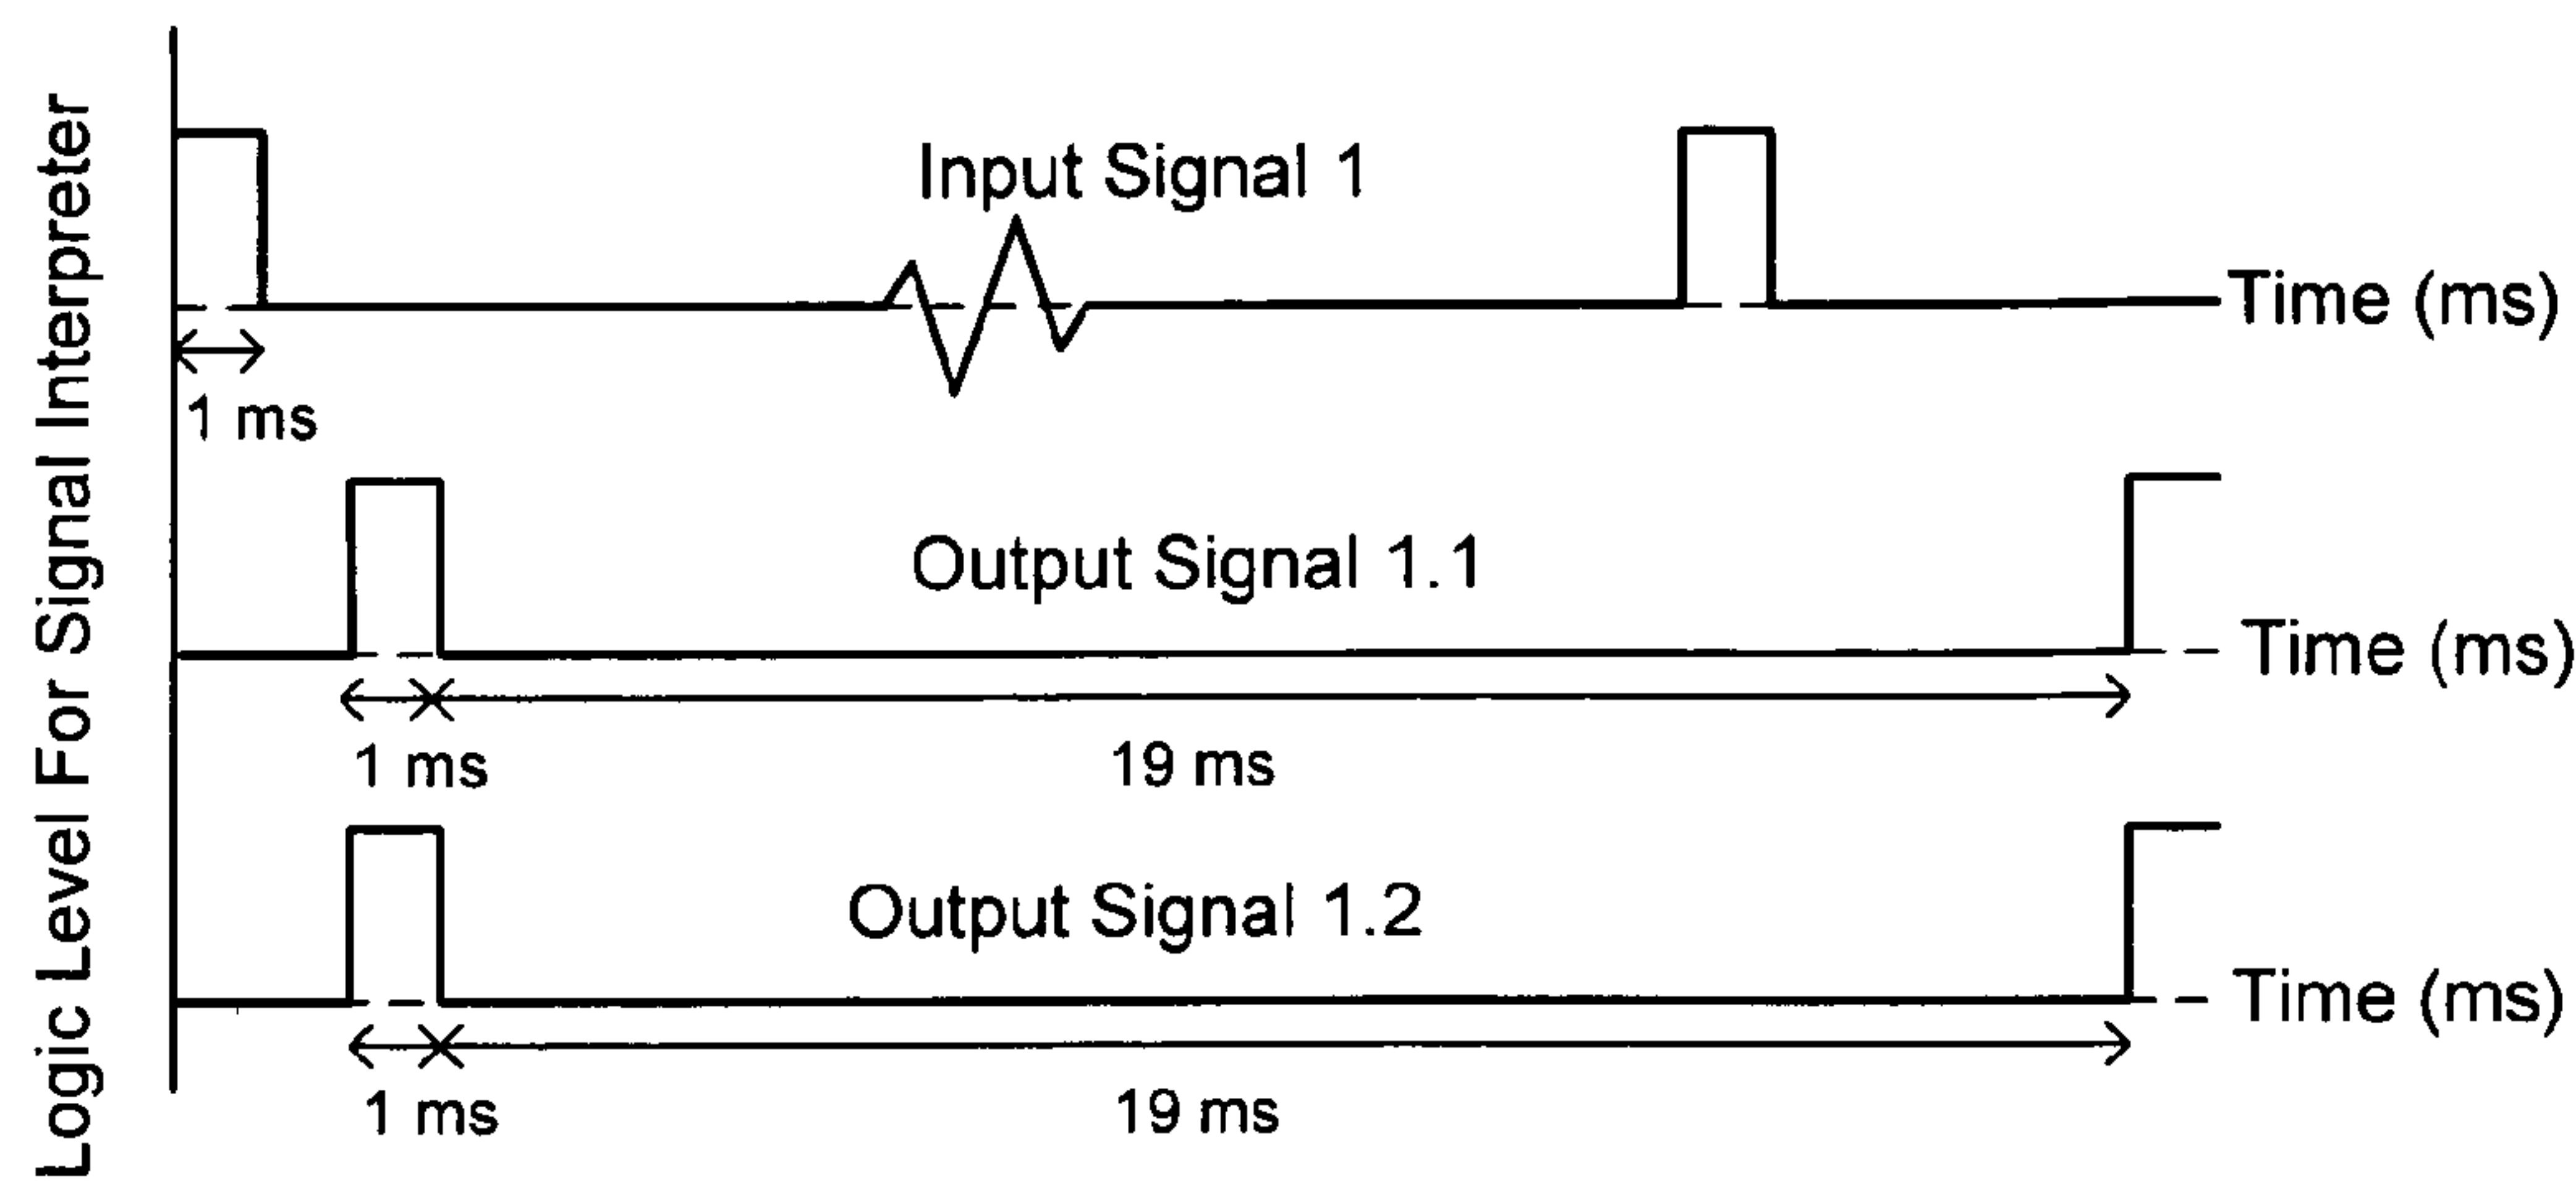 Logic Level For Signal Interpreter
Input Signal 1
Time (ms)
1 ms
Output Signal 1.1
Time (ms)
1 ms
19 ms
Output Signal 1.2
Time (ms)
1 ms
19 ms